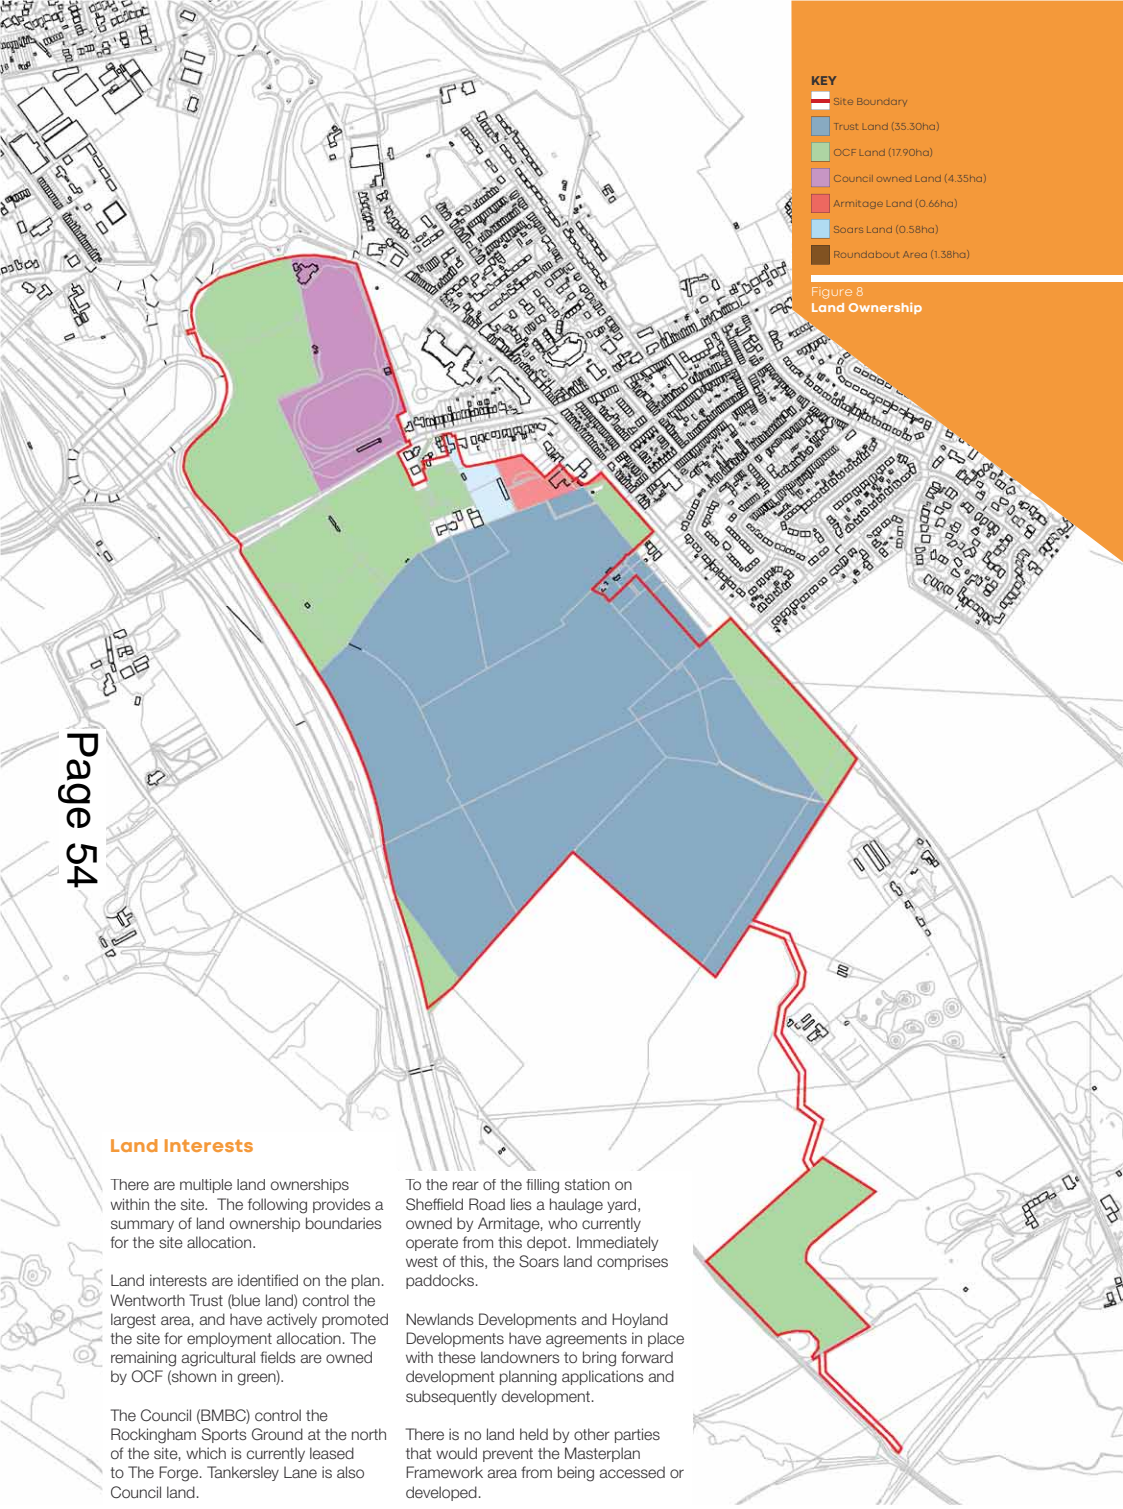 KEY
Site Boundary
Trust Land (35.30ha)
OCF Land (17.90ha)
Council owned Land (4.35ha)
Armitage Land (0.66ha)
Soars Land (0.58ha)
Roundabout Area (1.38ha)
Figure 8
Land Ownership
Page 54
Land Interests
There are multiple land ownerships
within the site. The following provides a
summary of land ownership boundaries
for the site allocation.
Land interests are identified on the plan.
Wentworth Trust (blue land) control the
largest area, and have actively promoted
the site for employment allocation. The
remaining agricultural fields are owned
by OCF (shown in green).
The Council (BMBC) control the
Rockingham Sports Ground at the north
of the site, which is currently leased
to The Forge. Tankersley Lane is also
Council land.
To the rear of the filling station on
Sheffield Road lies a haulage yard,
owned by Armitage, who currently
operate from this depot. Immediately
west of this, the Soars land comprises
paddocks.
Newlands Developments and Hoyland
Developments have agreements in place
with these landowners to bring forward
development planning applications and
subsequently development.
There is no land held by other parties
that would prevent the Masterplan
Framework area from being accessed or
developed.